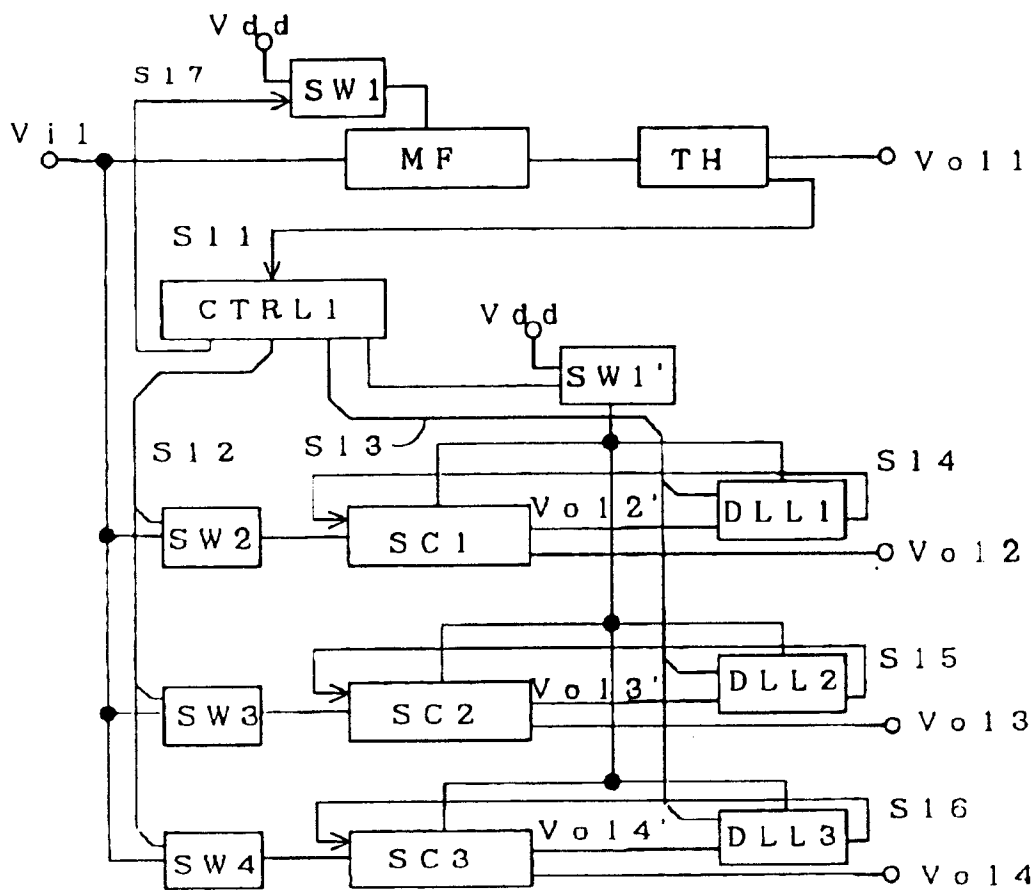 Vdd
S17
SW1
Vi1
MF
TH
Vo11
S11
CTRL1
Vdd
SW1'
S12
S13
S14
Vo12'
DLL1
SW2
SC1
Vo12
S15
Vo13'
DLL2
SW3
SC2
Vo13
S16
Vo14'
DLL3
SW4
SC3
Vo14